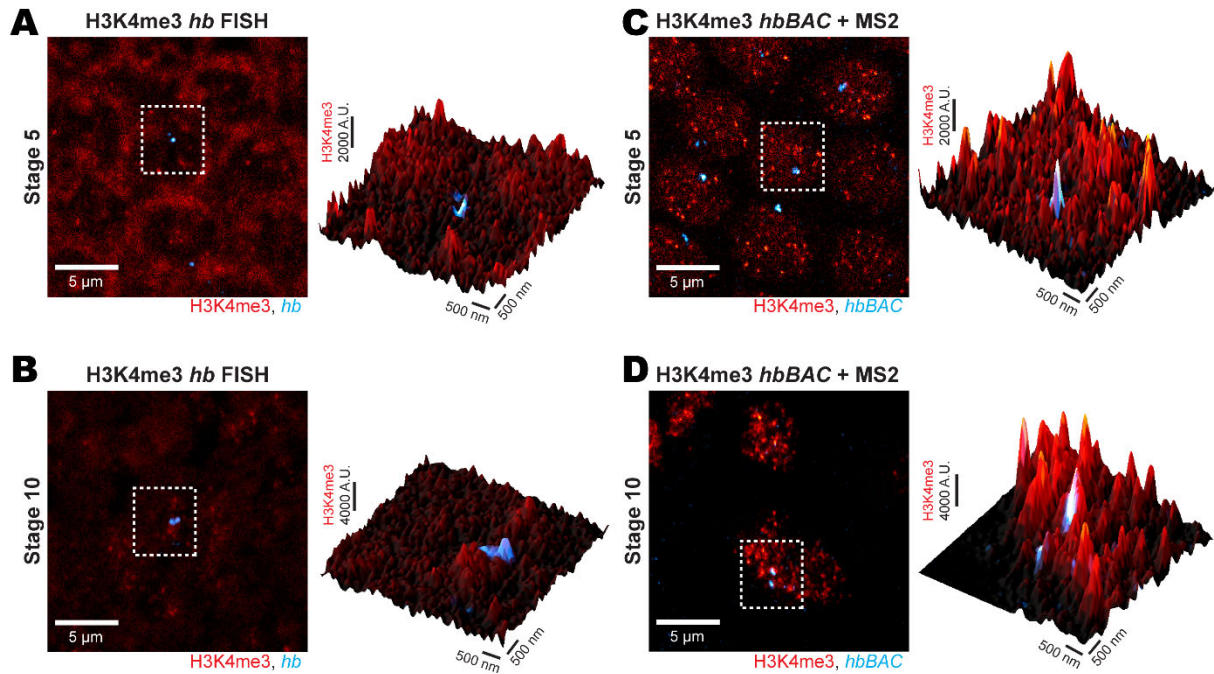 A
H3K4me3 hb FISH
Stage 5
5 µm
H3K4me3, hb
H3K4me3
2000 A.U.
500 nm
500 nm
C
H3K4me3 hbBAC + MS2
Stage 5
5 µm
H3K4me3, hbBAC
H3K4me3
2000 A.U.
500 nm
500 nm
B
H3K4me3 hb FISH
Stage 10
5 µm
H3K4me3, hb
H3K4me3
4000 A.U.
500 nm
500 nm
D
H3K4me3 hbBAC + MS2
Stage 10
5 µm
H3K4me3, hbBAC
H3K4me3
4000 A.U.
500 nm
500 nm